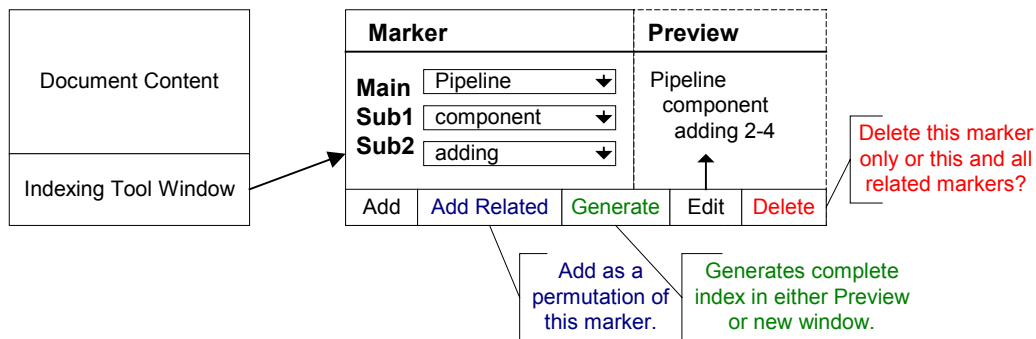 Document Content
Indexing Tool Window
Marker
Preview
Main
Pipeline
Sub1
component
Sub2
adding
Pipeline
component
adding 2-4
Add
Add Related
Generate
Edit
Delete
Delete this marker
only or this and all
related markers?
Add as a
permutation of
this marker.
Generates complete
index in either Preview
or new window.